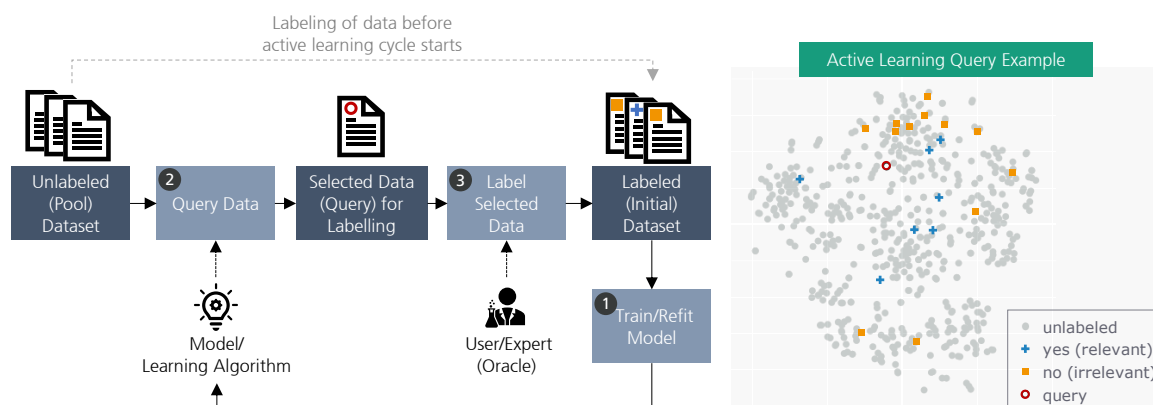 Labeling of data before
active learning cycle starts
Unlabeled
(Pool)
Dataset
2
Query Data
Selected Data
(Query) for
Labelling
3
Label
Selected
Data
Labeled
(Initial)
Dataset
1
Train/Refit
Model
Model/
Learning Algorithm
User/Expert
(Oracle)
Active Learning Query Example
unlabeled
yes (relevant)
no (irrelevant)
query